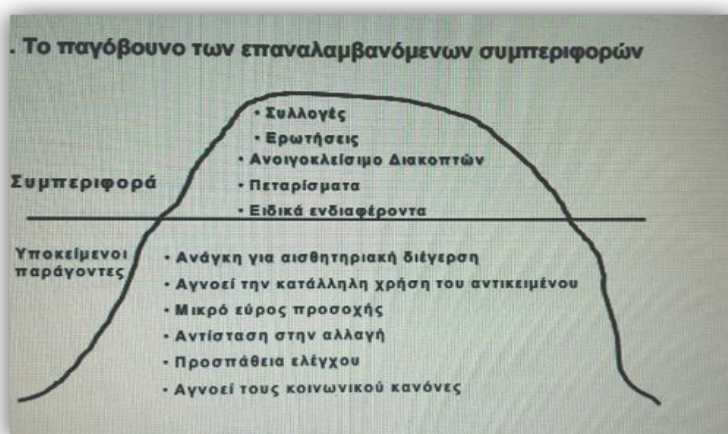 . Το παγόβουνο των επαναλαμβανόμενων συμπεριφορών
• Συλλογές
• Ερωτήσεις
• Ανοιγοκλείσιμο Διακοπτών
Συμπεριφορά
• Πεταρίσματα
• Ειδικά ενδιαφέροντα
Υποκείμενοι
παράγοντες
• Ανάγκη για αισθητηριακή διέγερση
• Αγνοεί την κατάλληλη χρήση του αντικειμένου
• Μικρό εύρος προσοχής
• Αντίσταση στην αλλαγή
• Προσπάθεια ελέγχου
• Αγνοεί τους κοινωνικού κανόνες